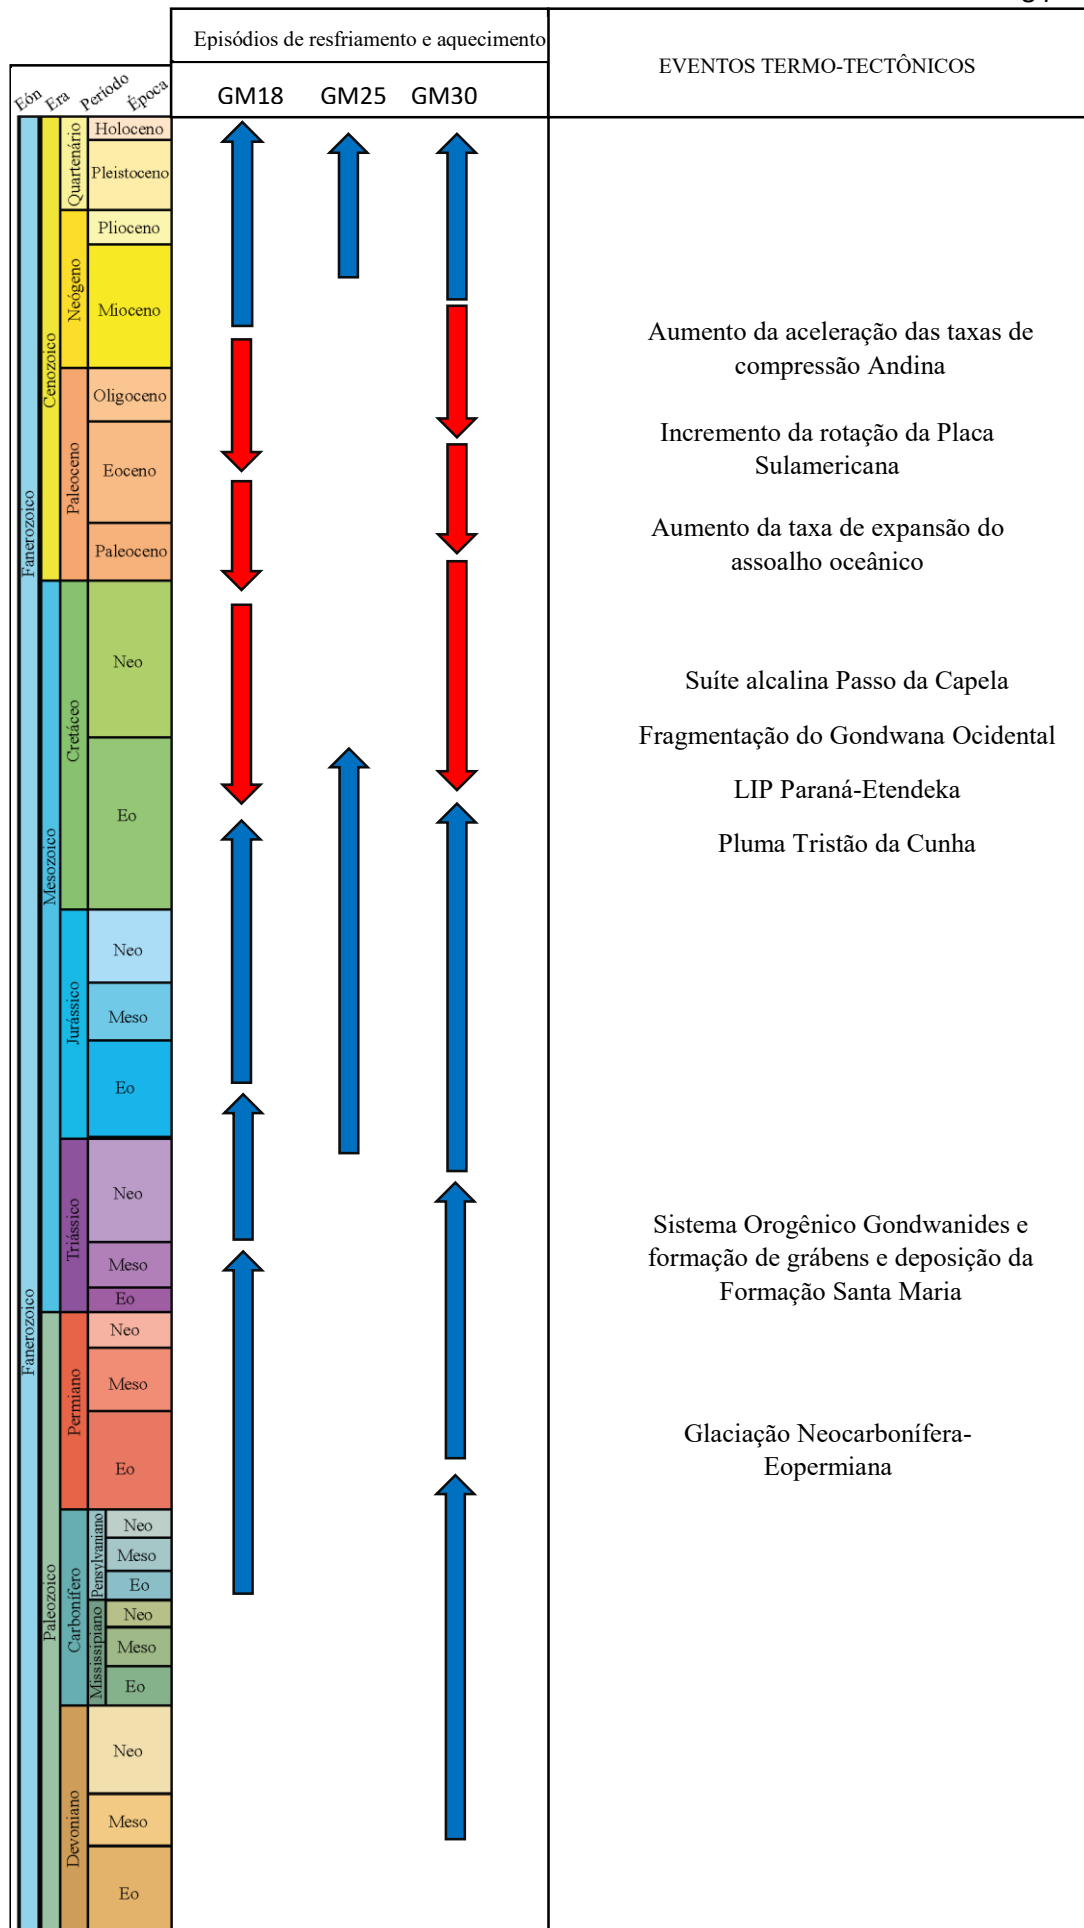 Episódios de resfriamento e aquecimento
EVENTOS TERMO-TECTÔNICOS
Eón
Era
Período
Época
GM18
GM25
GM30
Fanerozoico
Cenozoico
Quartenário
Holoceno
Pleistoceno
Neógeno
Plioceno
Mioceno
Paleoceno
Oligoceno
Eoceno
Paleoceno
Mesozoico
Cretáceo
Neo
Eo
Jurássico
Neo
Meso
Eo
Triássico
Neo
Meso
Eo
Fanerozoico
Paleozoico
Permiano
Neo
Meso
Eo
Carbonífero
Pensylvaniano
Neo
Meso
Eo
Mississipiano
Neo
Meso
Eo
Devoniano
Neo
Meso
Eo
Aumento da aceleração das taxas de
compressão Andina
Incremento da rotação da Placa
Sulamericana
Aumento da taxa de expansão do
assoalho oceânico
Suíte alcalina Passo da Capela
Fragmentação do Gondwana Ocidental
LIP Paraná-Etendeka
Pluma Tristão da Cunha
Sistema Orogênico Gondwanides e
formação de grábens e deposição da
Formação Santa Maria
Glaciação Neocarbonífera-
Eopermiana